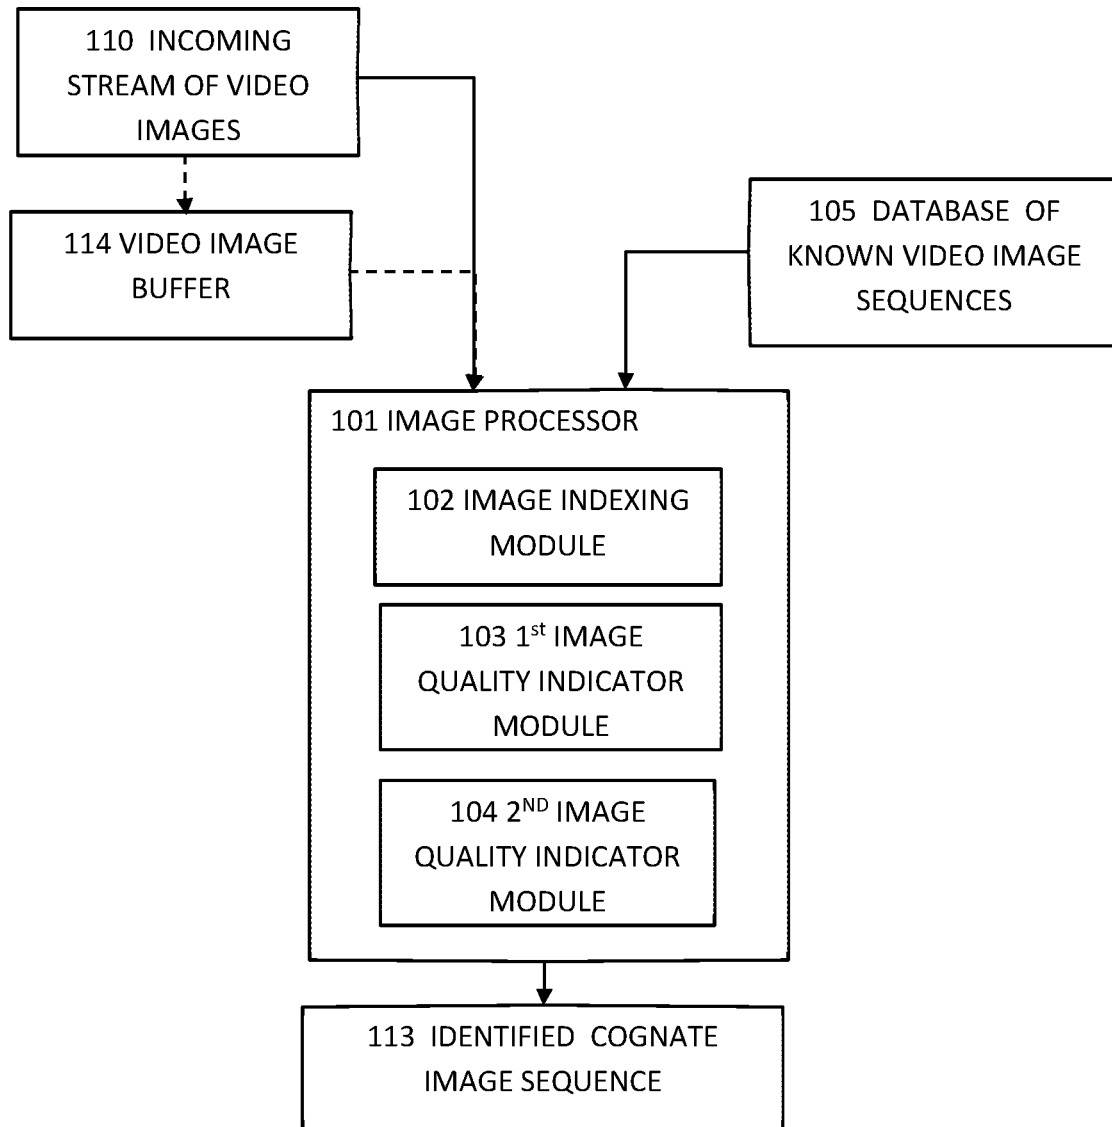 110 INCOMING
STREAM OF VIDEO
IMAGES
114 VIDEO IMAGE
BUFFER
105 DATABASE OF
KNOWN VIDEO IMAGE
SEQUENCES
101 IMAGE PROCESSOR
102 IMAGE INDEXING
MODULE
103 1st IMAGE
QUALITY INDICATOR
MODULE
104 2ND IMAGE
QUALITY INDICATOR
MODULE
113 IDENTIFIED COGNATE
IMAGE SEQUENCE